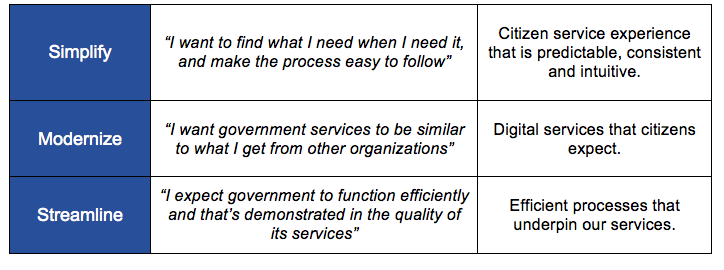 Simplify
“I want to find what I need when I need it,
and make the process easy to follow”
Citizen service experience
that is predictable, consistent
and intuitive.
Modernize
“I want government services to be similar
to what I get from other organizations”
Digital services that citizens
expect.
Streamline
“I expect government to function efficiently
and that’s demonstrated in the quality of
its services”
Efficient processes that
underpin our services.